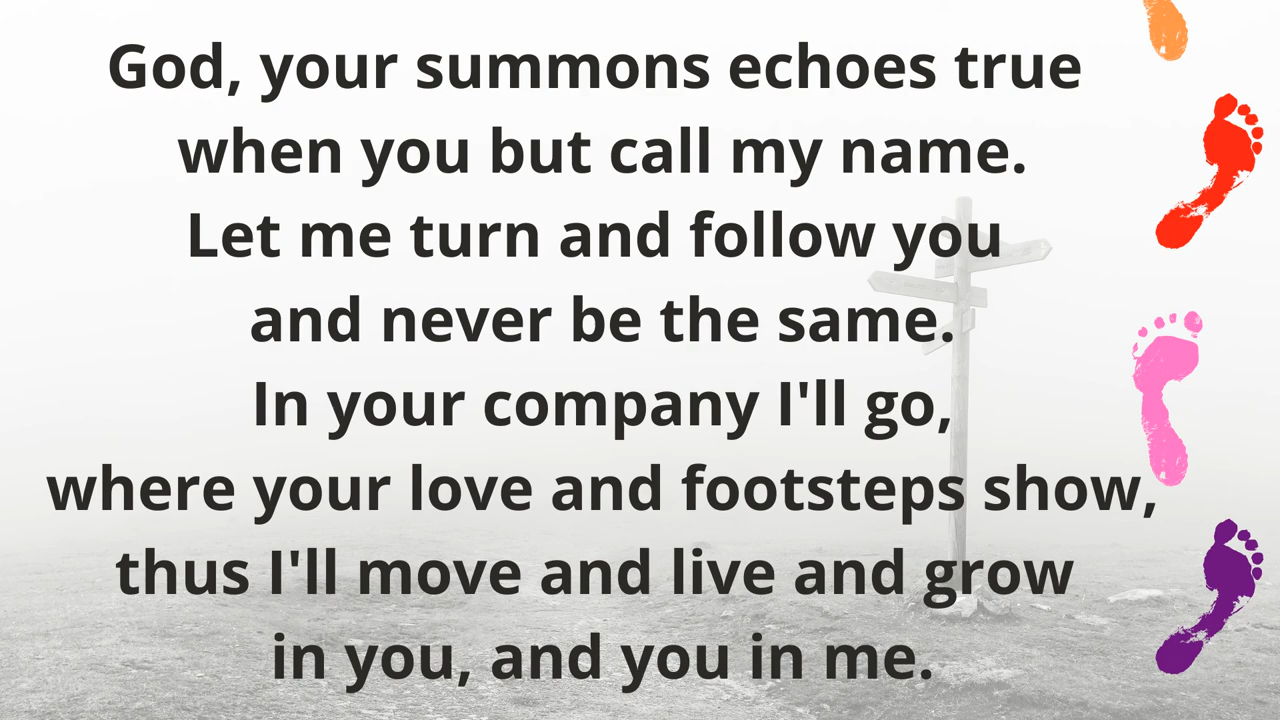 God, your summons echoes true
when you but call my name.
Let me turn and follow you
and never be the same.
In your company I'll go,
where your love and footsteps show,
thus I'll move and live and grow
in you, and you in me.